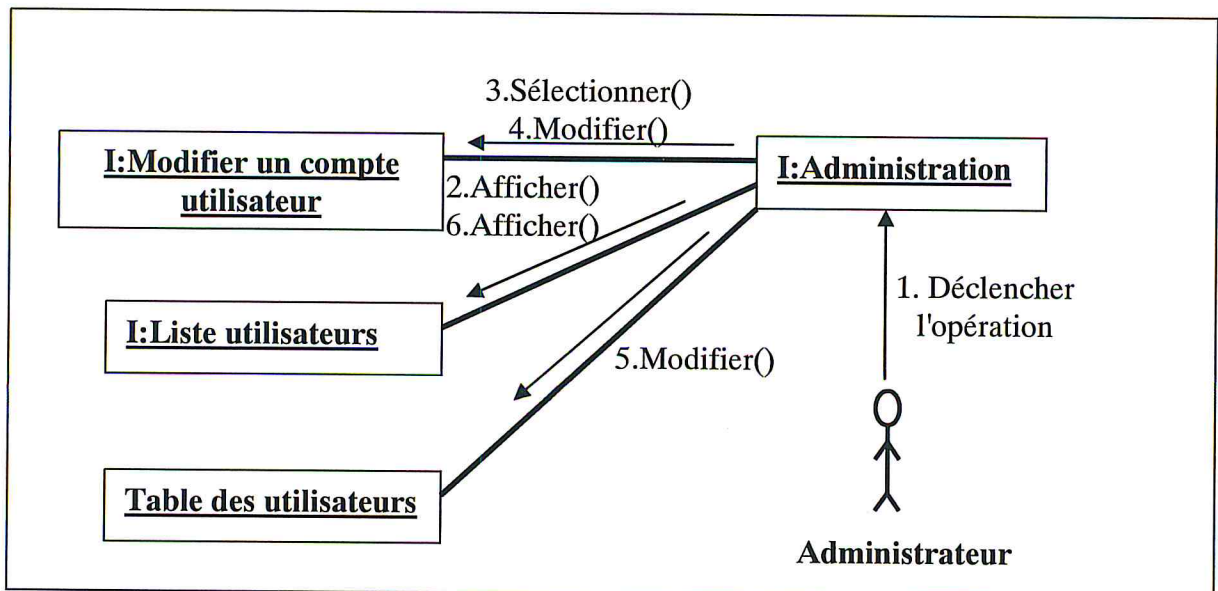 3.Sélectionner()
4.Modifier()
I:Modifier un compte
utilisateur
I:Administration
2.Afficher()
6.Afficher()
1. Déclencher
l'opération
I:Liste utilisateurs
5.Modifier()
Table des utilisateurs
Administrateur